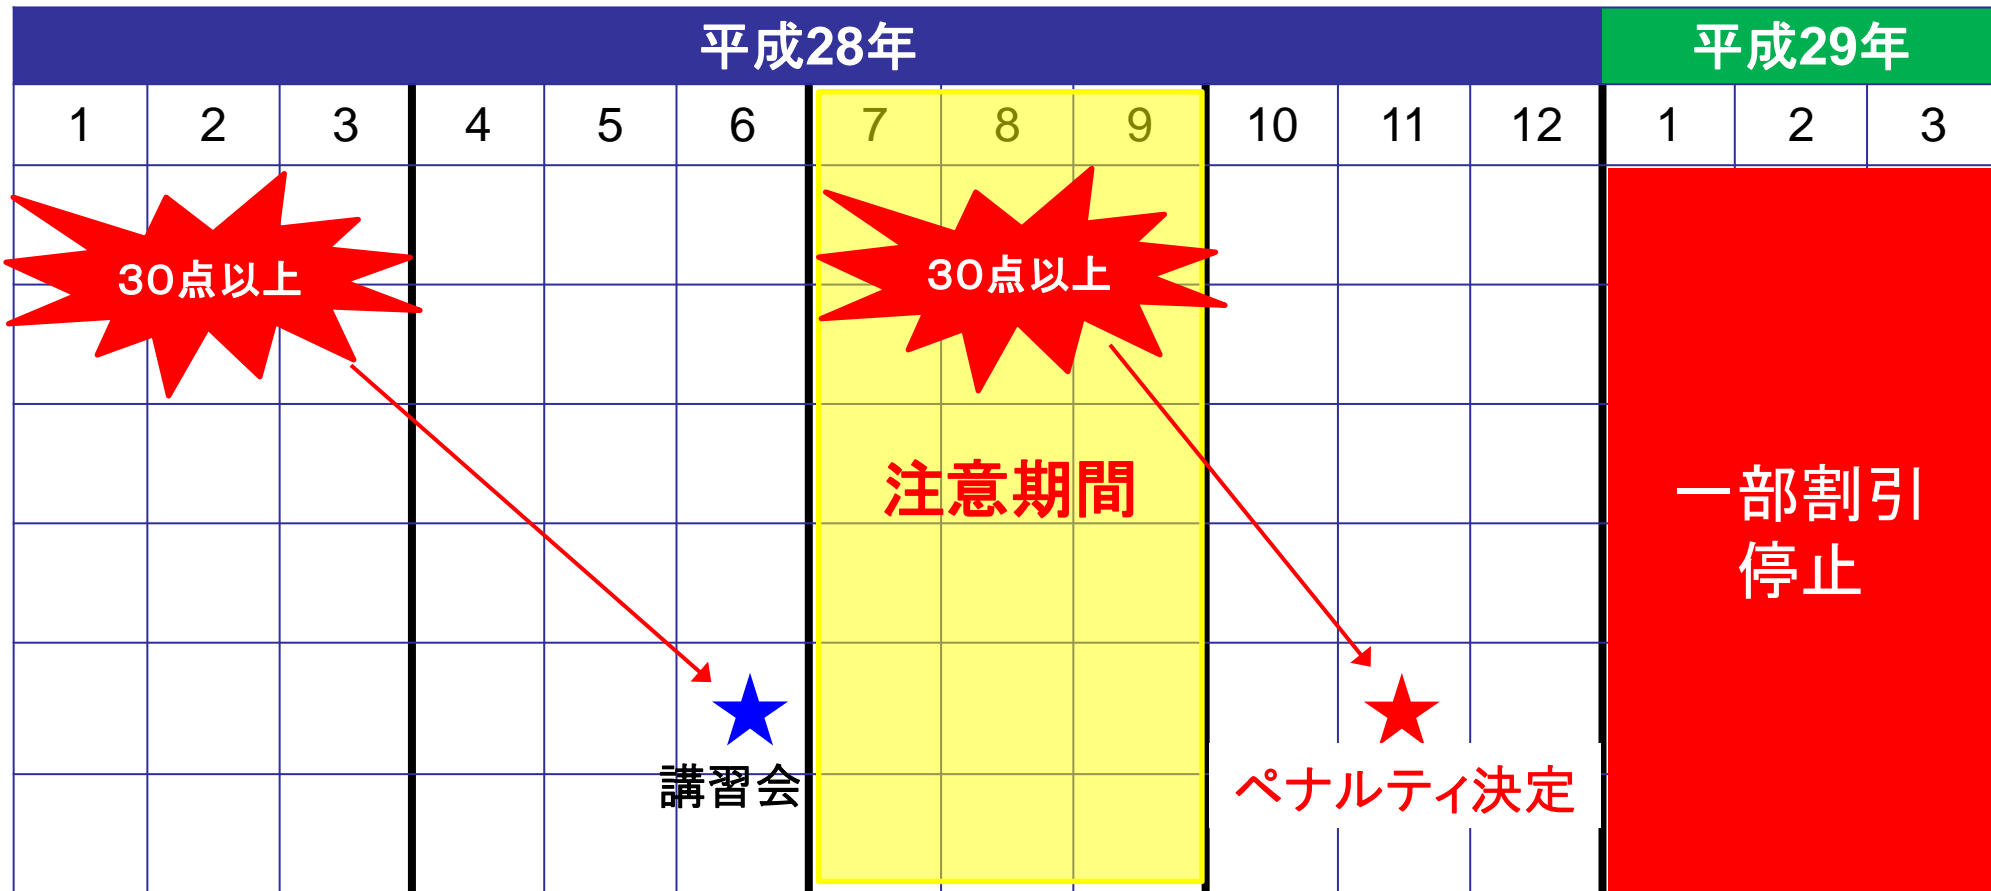 平成28年 平成29年
1 2 3 4 5 6 7 8 9 10 11 12 1 2 3
30点以上 30点以上
注意期間
一部割引
停止
講習会 ペナルティ決定